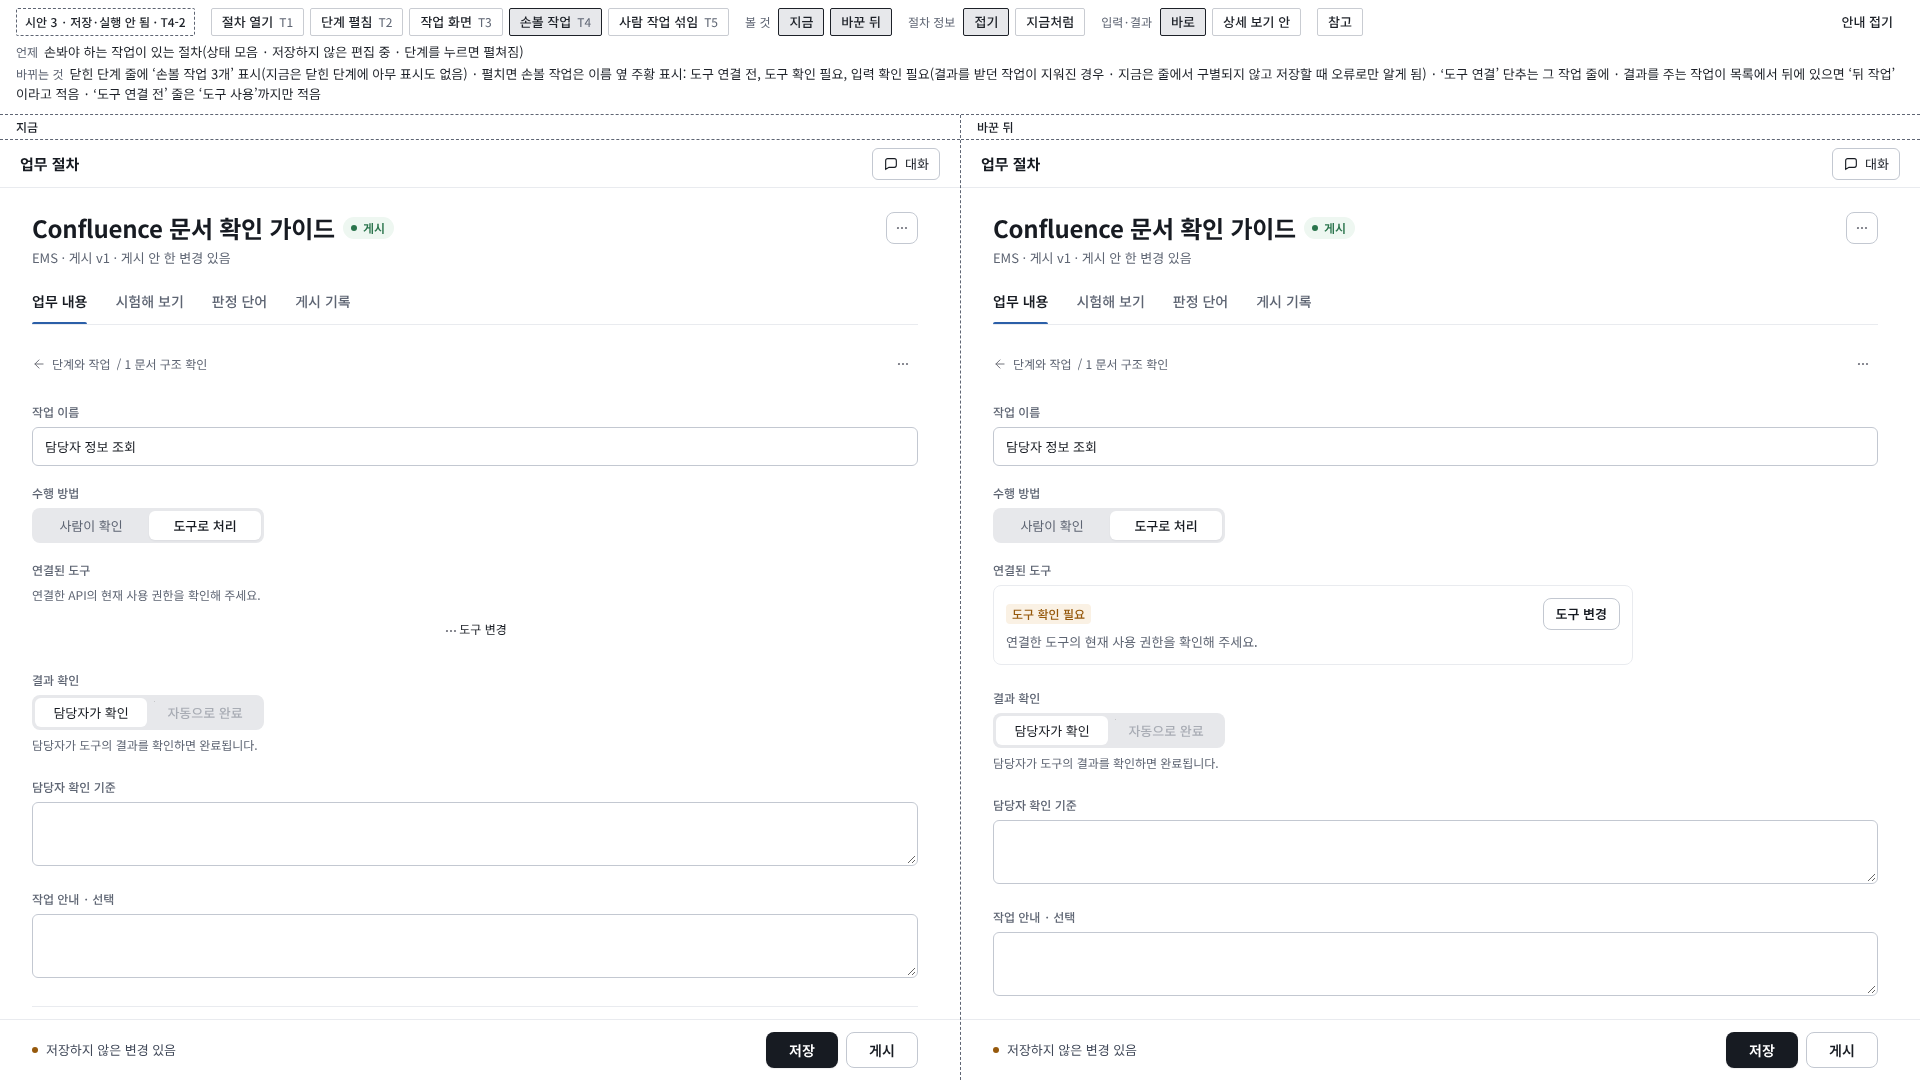 시안 3 · 저장·실행 안 됨 · T4-2 절차 열기 T1 단계 펼침 T2 작업 화면 T3 손볼 작업 T4 사람 작업 섞임 T5 볼 것 지금 바꾼 뒤 절차 정보 접기 지금처럼 입력·결과 바로 상세 보기 안 참고 안내 접기
언제 손봐야 하는 작업이 있는 절차(상태 모음 · 저장하지 않은 편집 중 · 단계를 누르면 펼쳐짐)
바뀌는 것 닫힌 단계 줄에 ‘손볼 작업 3개’ 표시(지금은 닫힌 단계에 아무 표시도 없음) · 펼치면 손볼 작업은 이름 옆 주황 표시: 도구 연결 전, 도구 확인 필요, 입력 확인 필요(결과를 받던 작업이 지워진 경우 · 지금은 줄에서 구별되지 않고 저장할 때 오류로만 알게 됨) · ‘도구 연결’ 단추는 그 작업 줄에 · 결과를 주는 작업이 목록에서 뒤에 있으면 ‘뒤 작업’
이라고 적음 · ‘도구 연결 전’ 줄은 ‘도구 사용’까지만 적음
지금
업무 절차
대화
Confluence 문서 확인 가이드 게시
...
EMS · 게시 v1 · 게시 안 한 변경 있음
업무 내용 시험해 보기 판정 단어 게시 기록
← 단계와 작업 / 1 문서 구조 확인 ...
작업 이름
담당자 정보 조회
수행 방법
사람이 확인 도구로 처리
연결된 도구
연결한 API의 현재 사용 권한을 확인해 주세요.
... 도구 변경
결과 확인
담당자가 확인 자동으로 완료
담당자가 도구의 결과를 확인하면 완료됩니다.
담당자 확인 기준
작업 안내 · 선택
저장하지 않은 변경 있음
저장 게시
바꾼 뒤
업무 절차
대화
Confluence 문서 확인 가이드 게시
...
EMS · 게시 v1 · 게시 안 한 변경 있음
업무 내용 시험해 보기 판정 단어 게시 기록
← 단계와 작업 / 1 문서 구조 확인 ...
작업 이름
담당자 정보 조회
수행 방법
사람이 확인 도구로 처리
연결된 도구
도구 확인 필요 도구 변경
연결한 도구의 현재 사용 권한을 확인해 주세요.
결과 확인
담당자가 확인 자동으로 완료
담당자가 도구의 결과를 확인하면 완료됩니다.
담당자 확인 기준
작업 안내 · 선택
저장하지 않은 변경 있음
저장 게시